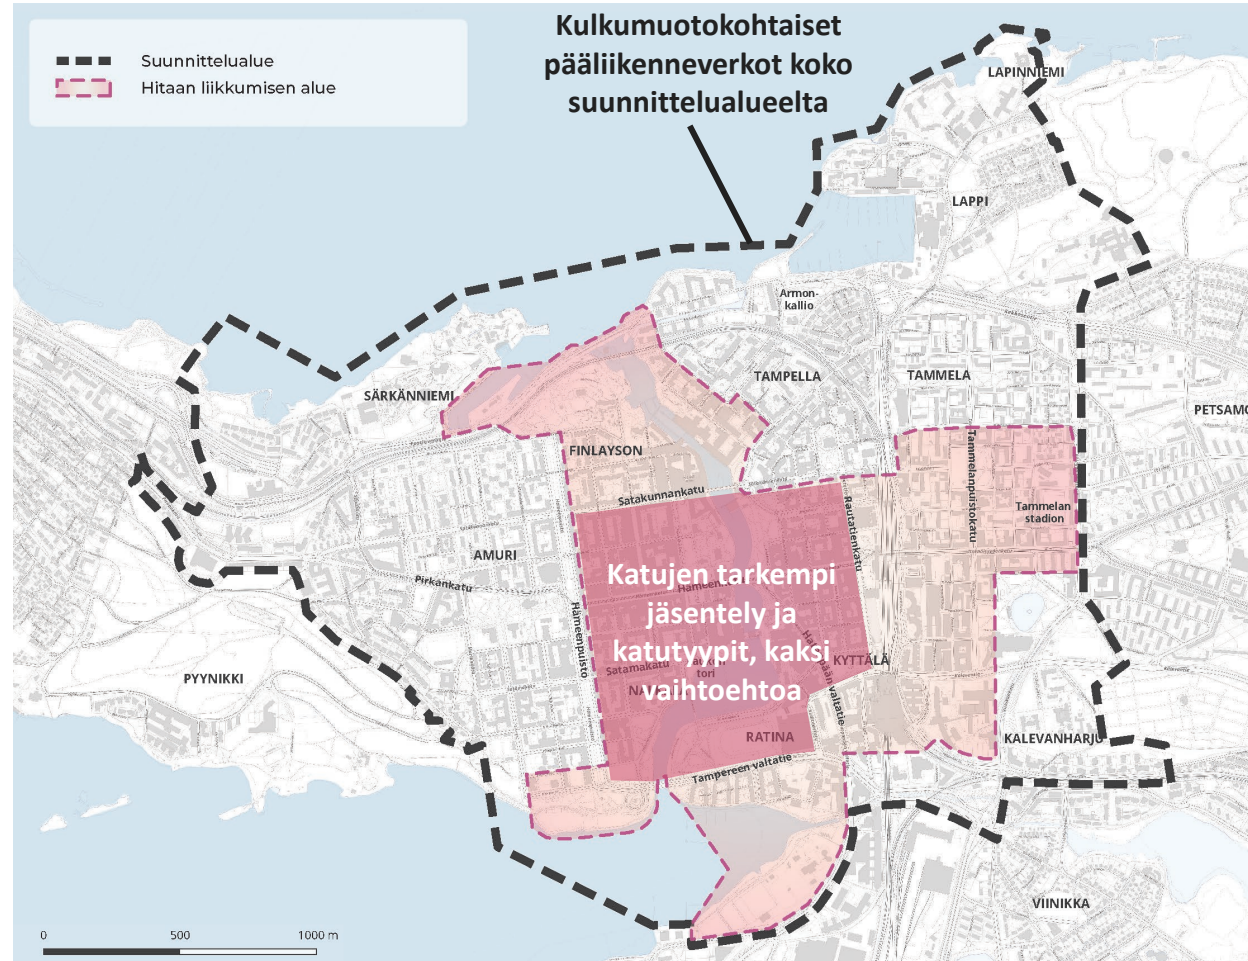 Suunnittelualue
Hitaan liikkumisen alue
Kulkumuotokohtaiset
pääliikenneverkot koko
suunnittelualueelta
LAPINNIEMI
LAPPI
Armon-
kallio
TAMPELLA
TAMMELA
PETSAMO
SÄRKÄNNIEMI
FINLAYSON
Satakunnankatu
Rautatienkatu
Tammelanpuistokatu
Tammelan
stadion
AMURI
Pirkankatu
Hämeenpuisto
Katujen tarkempi
jäsentely ja
katutyypit, kaksi
vaihtoehtoa
Satamakatu
tori
KYTTÄLÄ
PYYNIKKI
RATINA
Tampereen valtatie
KALEVANHARJU
VIINIKKA
0 500 1000 m